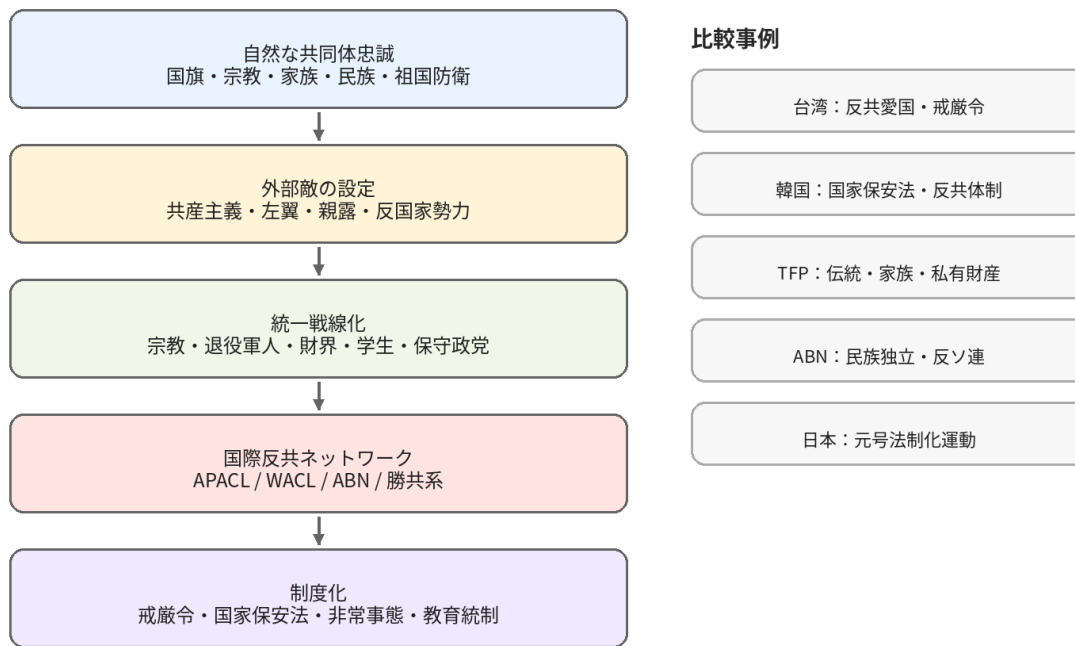 自然な共同体忠誠
国旗・宗教・家族・民族・祖国防衛
外部敵の設定
共産主義・左翼・親露・反国家勢力
統一戦線化
宗教・退役軍人・財界・学生・保守政党
国際反共ネットワーク
APACL / WACL / ABN / 勝共系
制度化
戒厳令・国家保安法・非常事態・教育統制
比較事例
台湾：反共愛国・戒厳令
韓国：国家保安法・反共体制
TFP：伝統・家族・私有財産
ABN：民族独立・反ソ連
日本：元号法制化運動